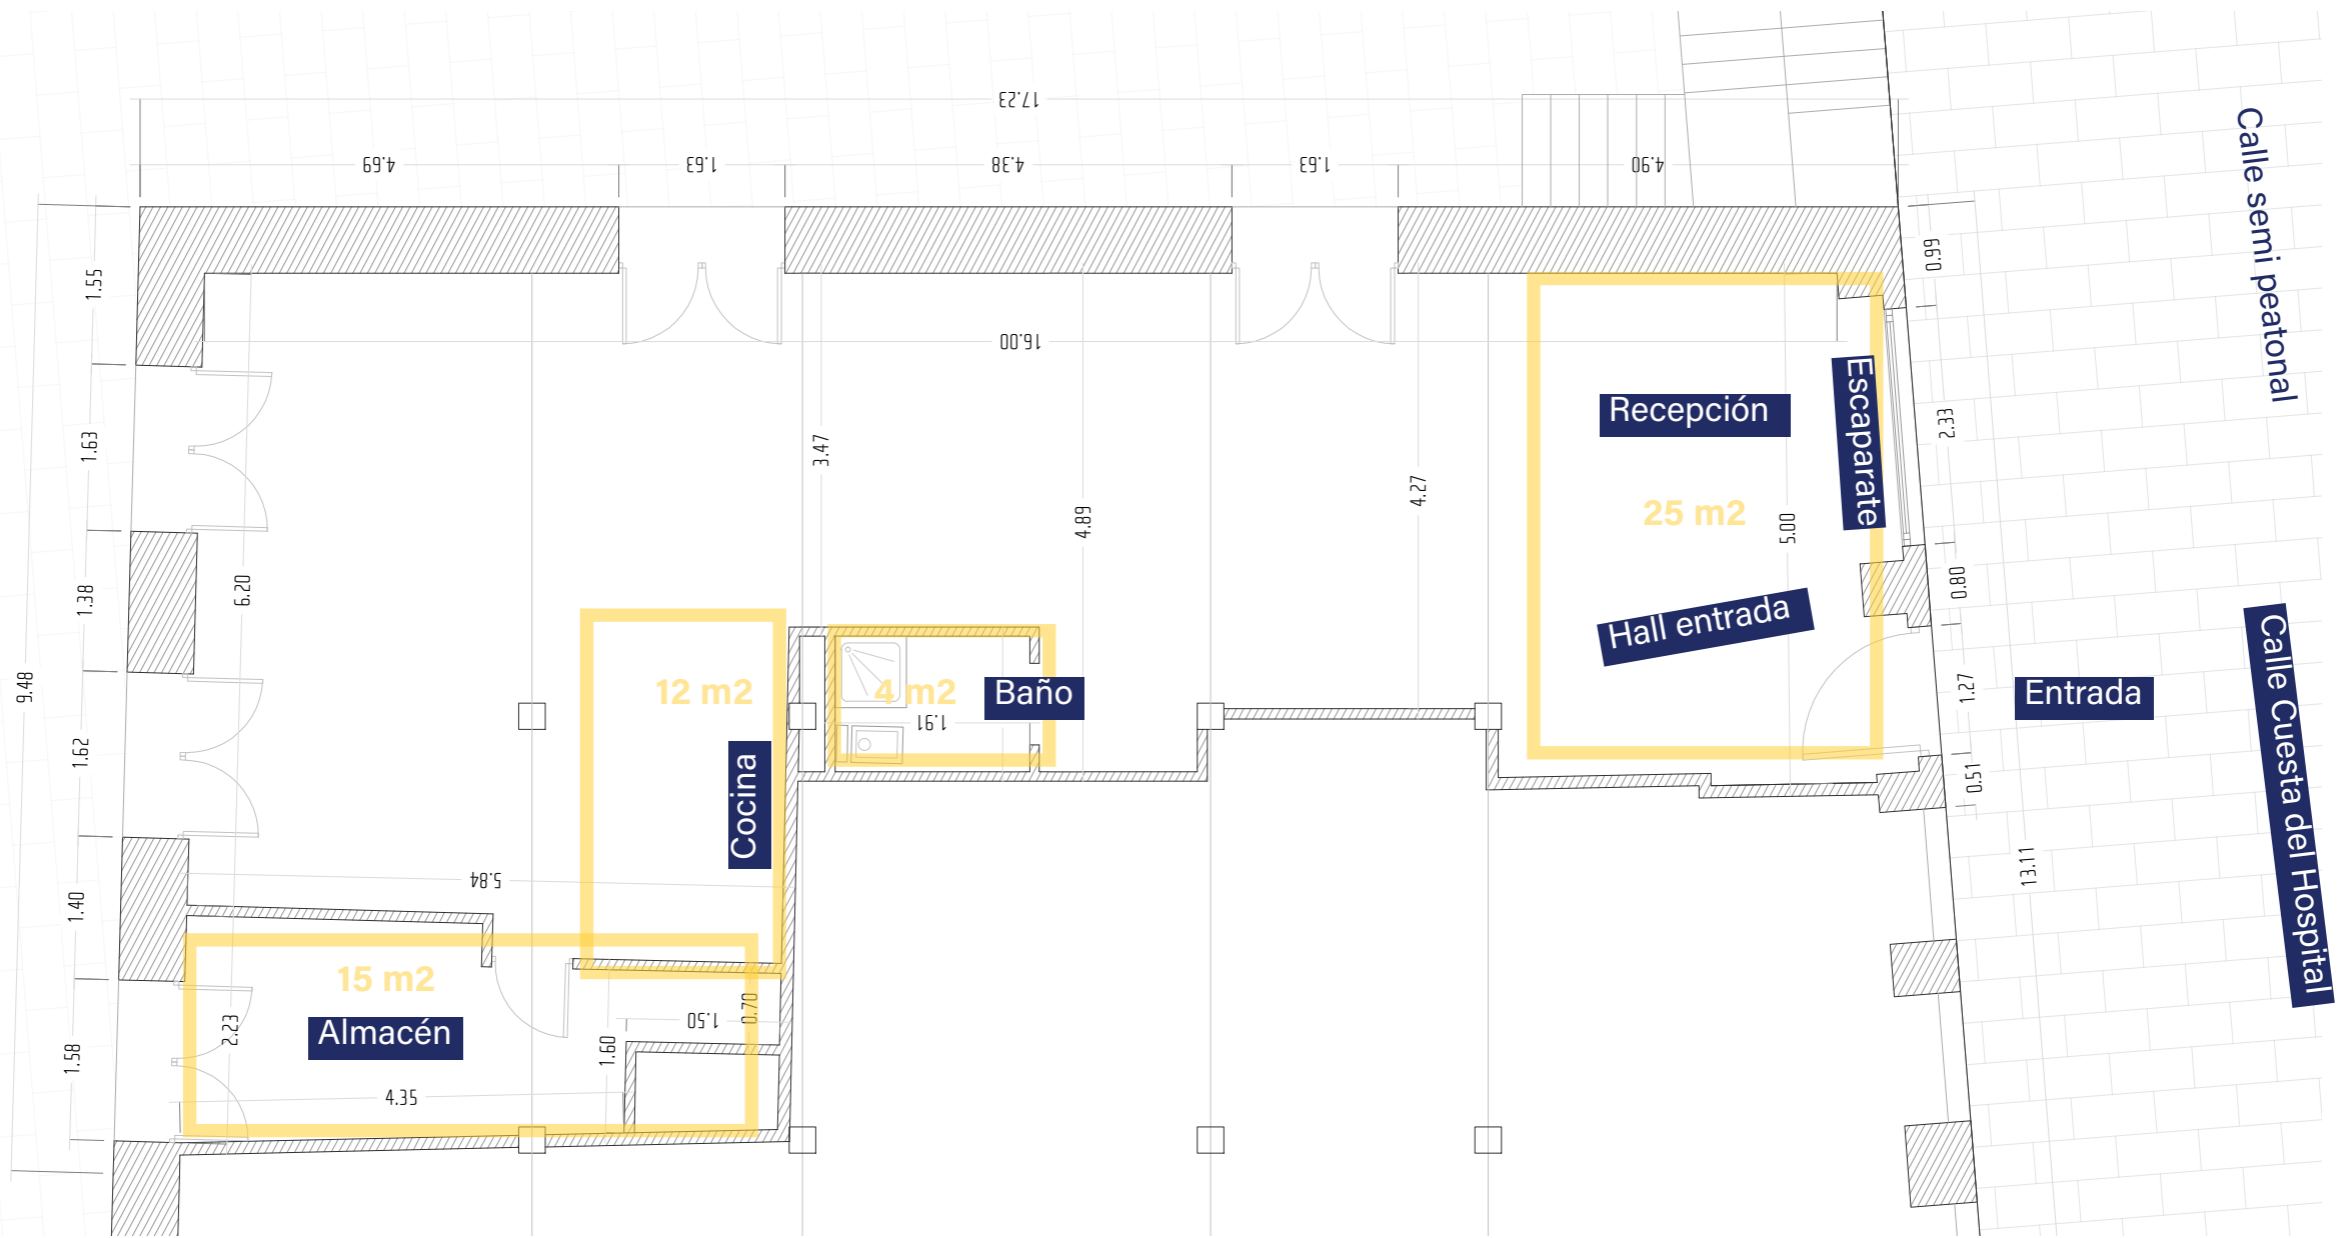 17.23
4.69
1.63
4.38
1.63
4.90
Calle semi peatonal
0.69
1.55
16.00
Escaparate
Recepción
2.33
1.63
3.47
4.27
4.89
25 m2
5.00
1.38
6.20
0.80
Hall entrada
9.48
12 m2
4 m2
Baño
1.27
Entrada
1.91
1.62
Cocina
0.51
Calle Cuesta del Hospital
13.11
5.84
1.40
15 m2
Almacén
2.23
0.70
1.50
1.60
1.58
4.35